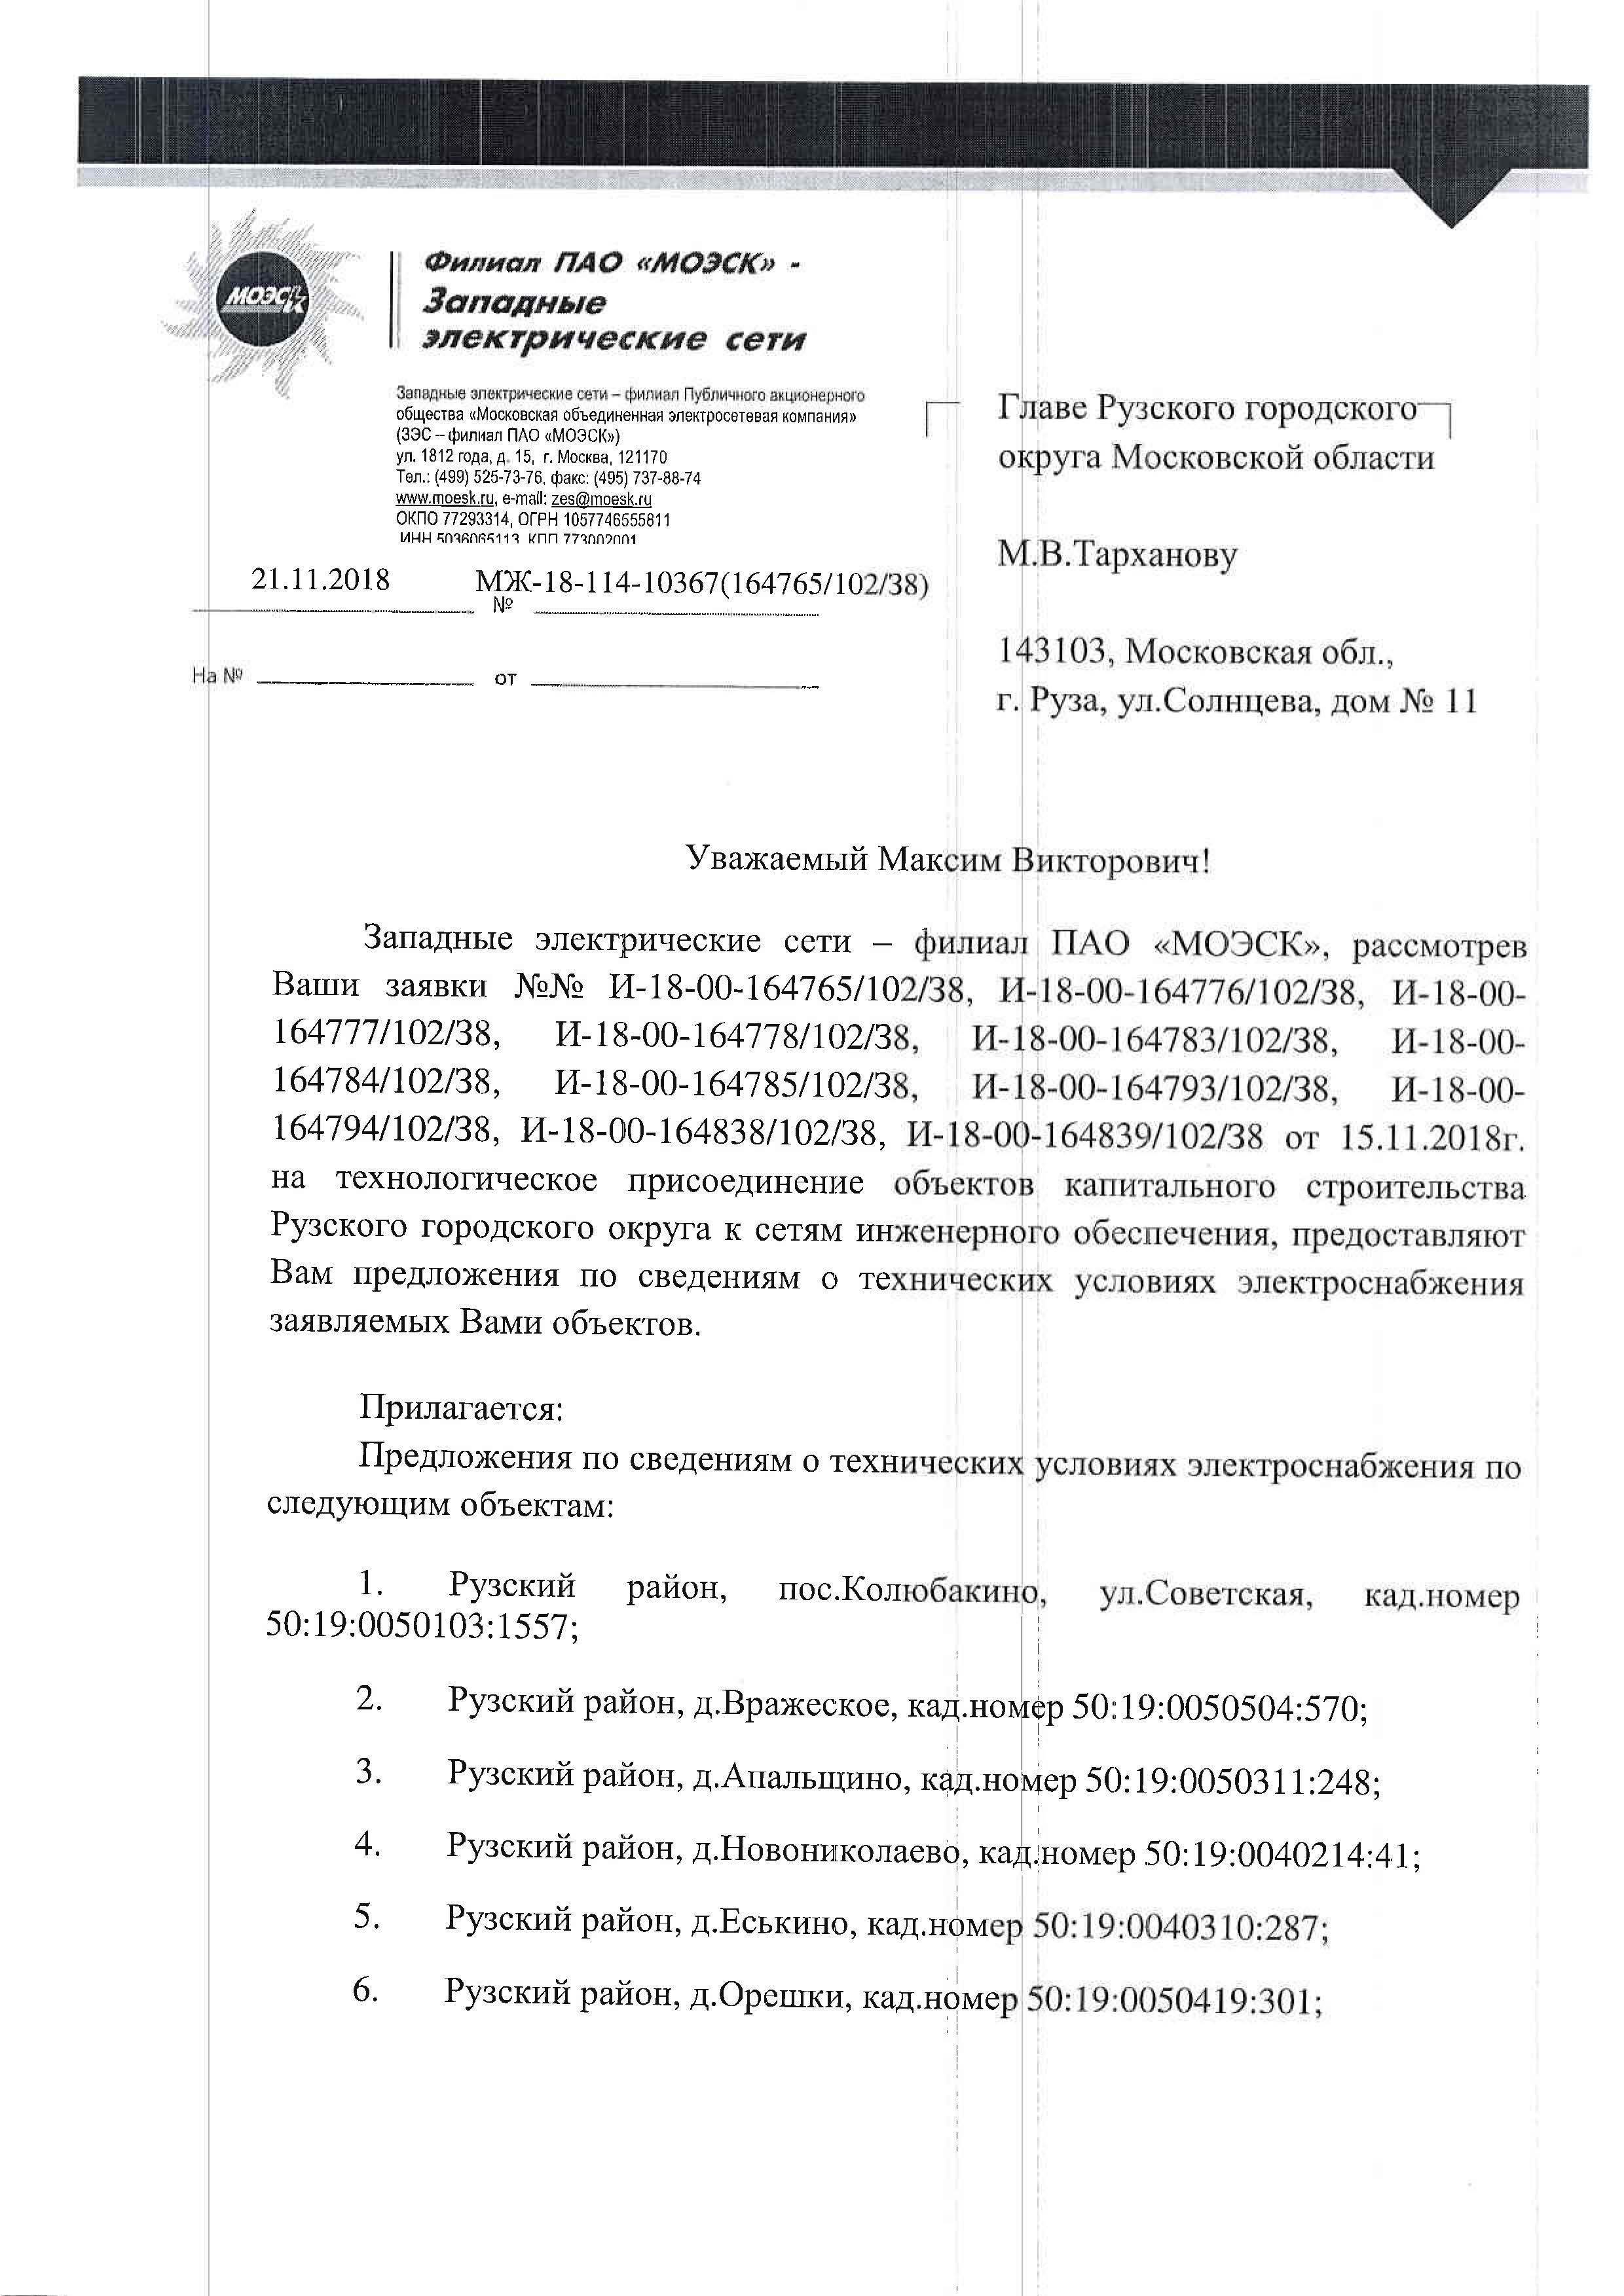 МОЭСК
Филиал ПАО «МОЭСК» -
Западные
электрические сети
Западные электрические сети – филиал Публичного акционерного
общества «Московская объединенная электросетевая компания»
(ЗЭС – филиал ПАО «МОЭСК»)
ул. 1812 года, д. 15, г. Москва, 121170
Тел.: (499) 525-73-76, факс: (495) 737-88-74
www.moesk.ru, e-mail: zes@moesk.ru
ОКПО 77293314, ОГРН 1057746555811
ИНН 5036065113, КПП 773002001
21.11.2018 МЖ-18-114-10367(164765/102/38)
№
На № от
Главе Рузского городского
округа Московской области
М.В.Тарханову
143103, Московская обл.,
г. Руза, ул.Солнцева, дом № 11
Уважаемый Максим Викторович!
Западные электрические сети – филиал ПАО «МОЭСК», рассмотрев
Ваши заявки №№ И-18-00-164765/102/38, И-18-00-164776/102/38, И-18-00-
164777/102/38, И-18-00-164778/102/38, И-18-00-164783/102/38, И-18-00-
164784/102/38, И-18-00-164785/102/38, И-18-00-164793/102/38, И-18-00-
164794/102/38, И-18-00-164838/102/38, И-18-00-164839/102/38 от 15.11.2018г.
на технологическое присоединение объектов капитального строительства
Рузского городского округа к сетям инженерного обеспечения, предоставляют
Вам предложения по сведениям о технических условиях электроснабжения
заявляемых Вами объектов.
Прилагается:
Предложения по сведениям о технических условиях электроснабжения по
следующим объектам:
1. Рузский район, пос.Колюбакино, ул.Советская, кад.номер
50:19:0050103:1557;
2. Рузский район, д.Вражеское, кад.номер 50:19:0050504:570;
3. Рузский район, д.Апальщино, кад.номер 50:19:0050311:248;
4. Рузский район, д.Новониколаево, кад.номер 50:19:0040214:41;
5. Рузский район, д.Еськино, кад.номер 50:19:0040310:287;
6. Рузский район, д.Орешки, кад.номер 50:19:0050419:301;